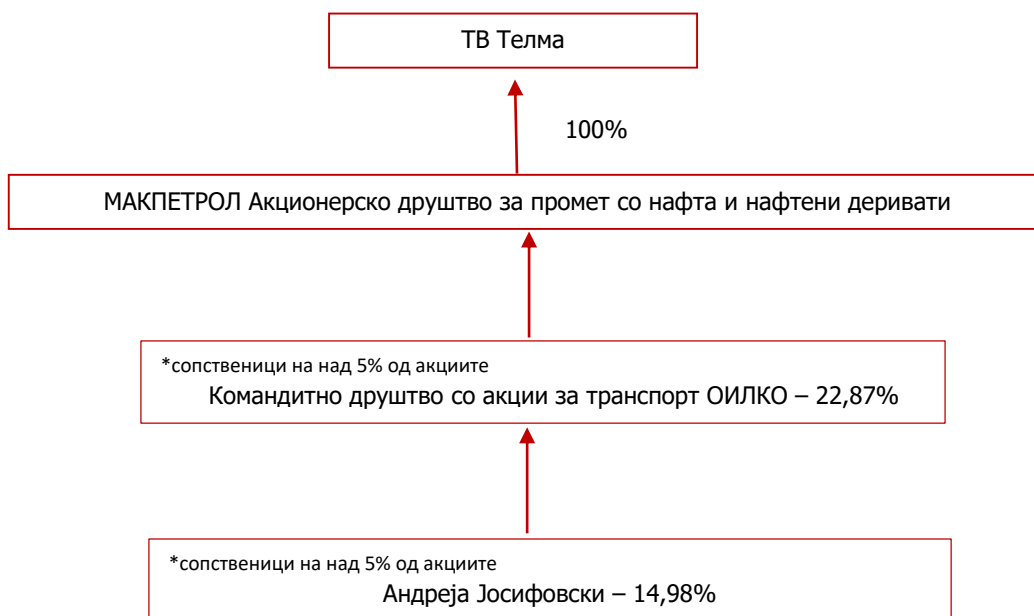 ТВ Телма
100%
МАКПЕТРОЛ Акционерско друштво за промет со нафта и нафтени деривати
*сопственици на над 5% од акциите
Командитно друштво со акции за транспорт ОИЛКО – 22,87%
*сопственици на над 5% од акциите
Андреја Јосифовски – 14,98%